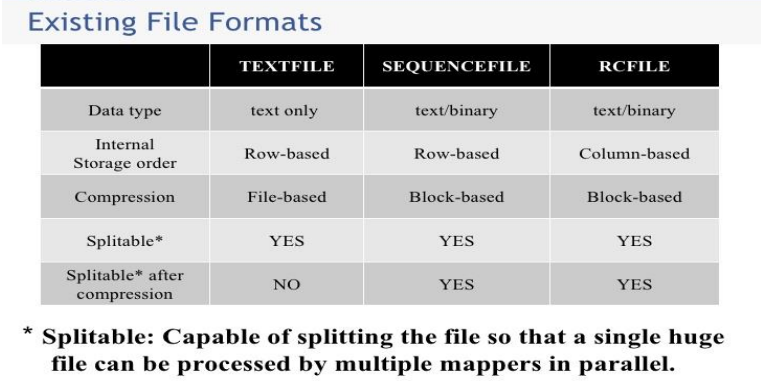 Existing File Formats
TEXTFILE SEQUENCEFILE RCFILE
Data type text only text/binary text/binary
Internal
Storage order Row-based Row-based Column-based
Compression File-based Block-based Block-based
Splitable* YES YES YES
Splitable* after
compression NO YES YES
* Splitable: Capable of splitting the file so that a single huge
file can be processed by multiple mappers in parallel.